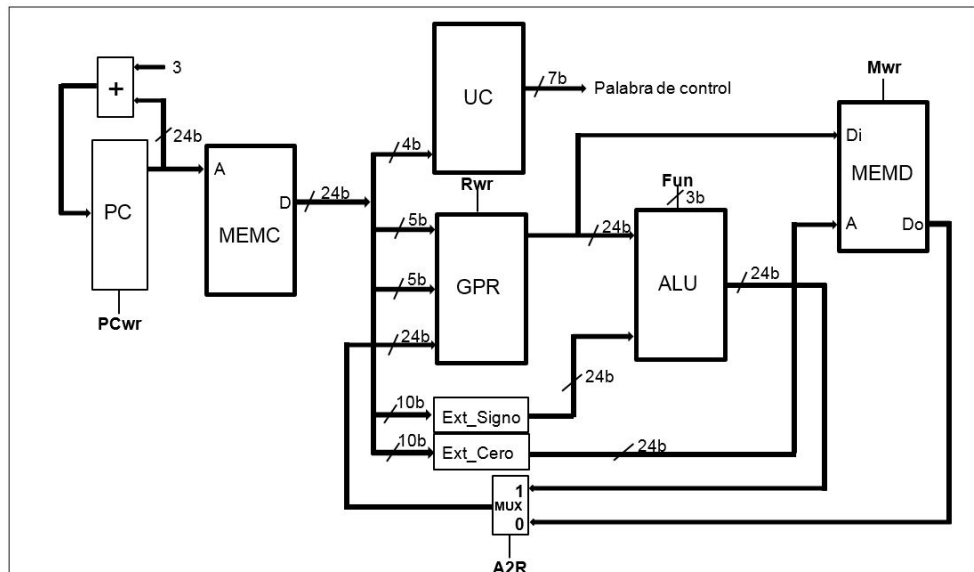 3
+
24b
PC
PCwr
A
D
MEMC
24b
UC
7b
Palabra de control
4b
Rwr
5b
5b
24b
GPR
24b
Fun
3b
ALU
24b
Mwr
Di
MEMD
A
Do
10b
Ext_Signo
24b
10b
Ext_Cero
24b
1
MUX
0
A2R